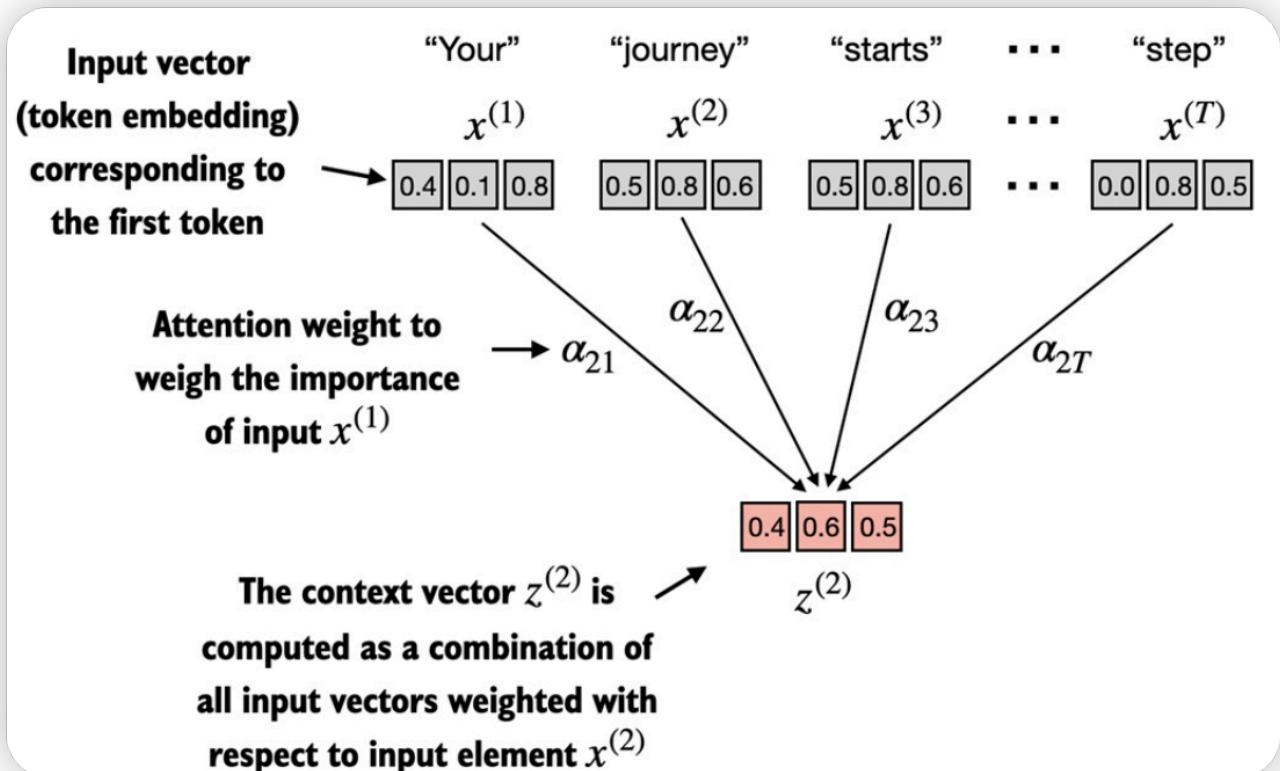 “Your” “journey” “starts” ... “step”
Input vector
(token embedding)
corresponding to
the first token
x⁽¹⁾ x⁽²⁾ x⁽³⁾ ... x⁽ᵀ⁾
0.4 0.1 0.8 0.5 0.8 0.6 0.5 0.8 0.6 ... 0.0 0.8 0.5
Attention weight to
weigh the importance
of input x⁽¹⁾
α₂₁ α₂₂ α₂₃ α₂T
0.4 0.6 0.5
z⁽²⁾
The context vector z⁽²⁾ is
computed as a combination of
all input vectors weighted with
respect to input element x⁽²⁾